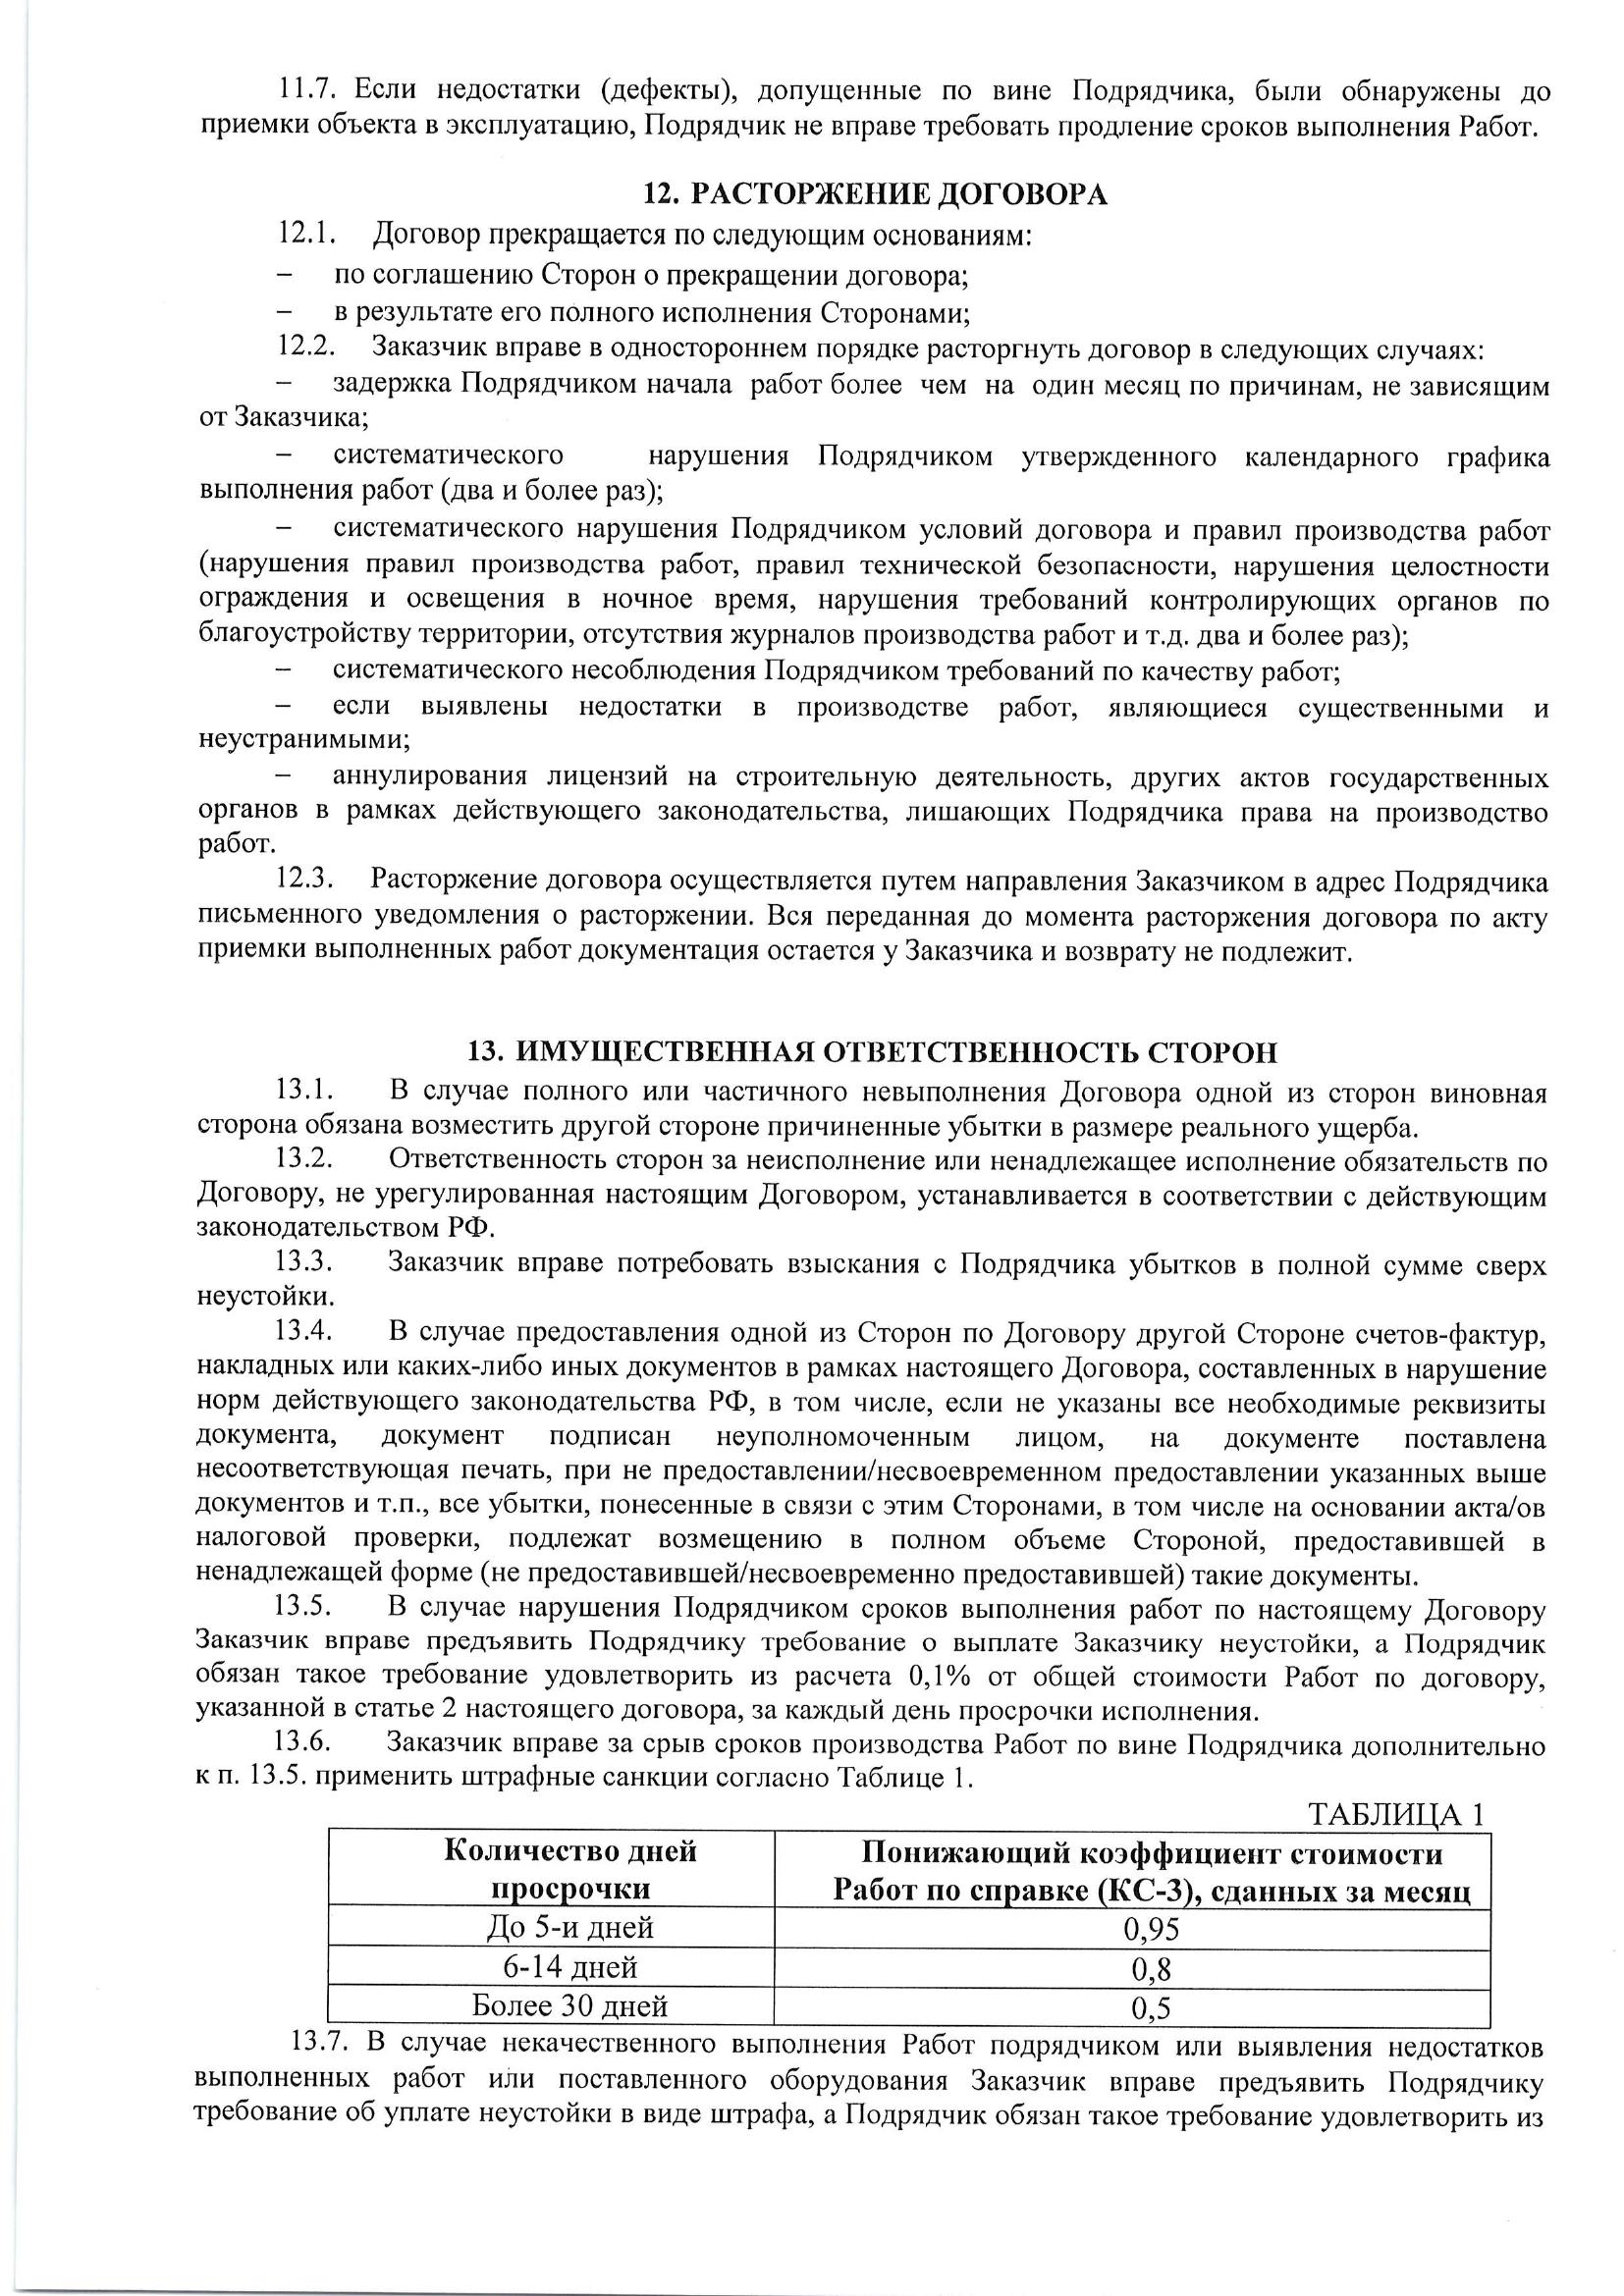 11.7. Если недостатки (дефекты), допущенные по вине Подрядчика, были обнаружены до
приемки объекта в эксплуатацию, Подрядчик не вправе требовать продление сроков выполнения Работ.
12. РАСТОРЖЕНИЕ ДОГОВОРА
12.1. Договор прекращается по следующим основаниям:
– по соглашению Сторон о прекращении договора;
– в результате его полного исполнения Сторонами;
12.2. Заказчик вправе в одностороннем порядке расторгнуть договор в следующих случаях:
– задержка Подрядчиком начала работ более чем на один месяц по причинам, не зависящим
от Заказчика;
– систематического нарушения Подрядчиком утвержденного календарного графика
выполнения работ (два и более раз);
– систематического нарушения Подрядчиком условий договора и правил производства работ
(нарушения правил производства работ, правил технической безопасности, нарушения целостности
ограждения и освещения в ночное время, нарушения требований контролирующих органов по
благоустройству территории, отсутствия журналов производства работ и т.д. два и более раз);
– систематического несоблюдения Подрядчиком требований по качеству работ;
– если выявлены недостатки в производстве работ, являющиеся существенными и
неустранимыми;
– аннулирования лицензий на строительную деятельность, других актов государственных
органов в рамках действующего законодательства, лишающих Подрядчика права на производство
работ.
12.3. Расторжение договора осуществляется путем направления Заказчиком в адрес Подрядчика
письменного уведомления о расторжении. Вся переданная до момента расторжения договора по акту
приемки выполненных работ документация остается у Заказчика и возврату не подлежит.
13. ИМУЩЕСТВЕННАЯ ОТВЕТСТВЕННОСТЬ СТОРОН
13.1. В случае полного или частичного невыполнения Договора одной из сторон виновная
сторона обязана возместить другой стороне причиненные убытки в размере реального ущерба.
13.2. Ответственность сторон за неисполнение или ненадлежащее исполнение обязательств по
Договору, не урегулированная настоящим Договором, устанавливается в соответствии с действующим
законодательством РФ.
13.3. Заказчик вправе потребовать взыскания с Подрядчика убытков в полной сумме сверх
неустойки.
13.4. В случае предоставления одной из Сторон по Договору другой Стороне счетов-фактур,
накладных или каких-либо иных документов в рамках настоящего Договора, составленных в нарушение
норм действующего законодательства РФ, в том числе, если не указаны все необходимые реквизиты
документа, документ подписан неуполномоченным лицом, на документе поставлена
несоответствующая печать, при не предоставлении/несвоевременном предоставлении указанных выше
документов и т.п., все убытки, понесенные в связи с этим Сторонами, в том числе на основании акта/ов
налоговой проверки, подлежат возмещению в полном объеме Стороной, предоставившей в
ненадлежащей форме (не предоставившей/несвоевременно предоставившей) такие документы.
13.5. В случае нарушения Подрядчиком сроков выполнения работ по настоящему Договору
Заказчик вправе предъявить Подрядчику требование о выплате Заказчику неустойки, а Подрядчик
обязан такое требование удовлетворить из расчета 0,1% от общей стоимости Работ по договору,
указанной в статье 2 настоящего договора, за каждый день просрочки исполнения.
13.6. Заказчик вправе за срыв сроков производства Работ по вине Подрядчика дополнительно
к п. 13.5. применить штрафные санкции согласно Таблице 1.
ТАБЛИЦА 1
Количество дней просрочки Понижающий коэффициент стоимости Работ по справке (КС-3), сданных за месяц
До 5-и дней 0,95
6-14 дней 0,8
Более 30 дней 0,5
13.7. В случае некачественного выполнения Работ подрядчиком или выявления недостатков
выполненных работ или поставленного оборудования Заказчик вправе предъявить Подрядчику
требование об уплате неустойки в виде штрафа, а Подрядчик обязан такое требование удовлетворить из